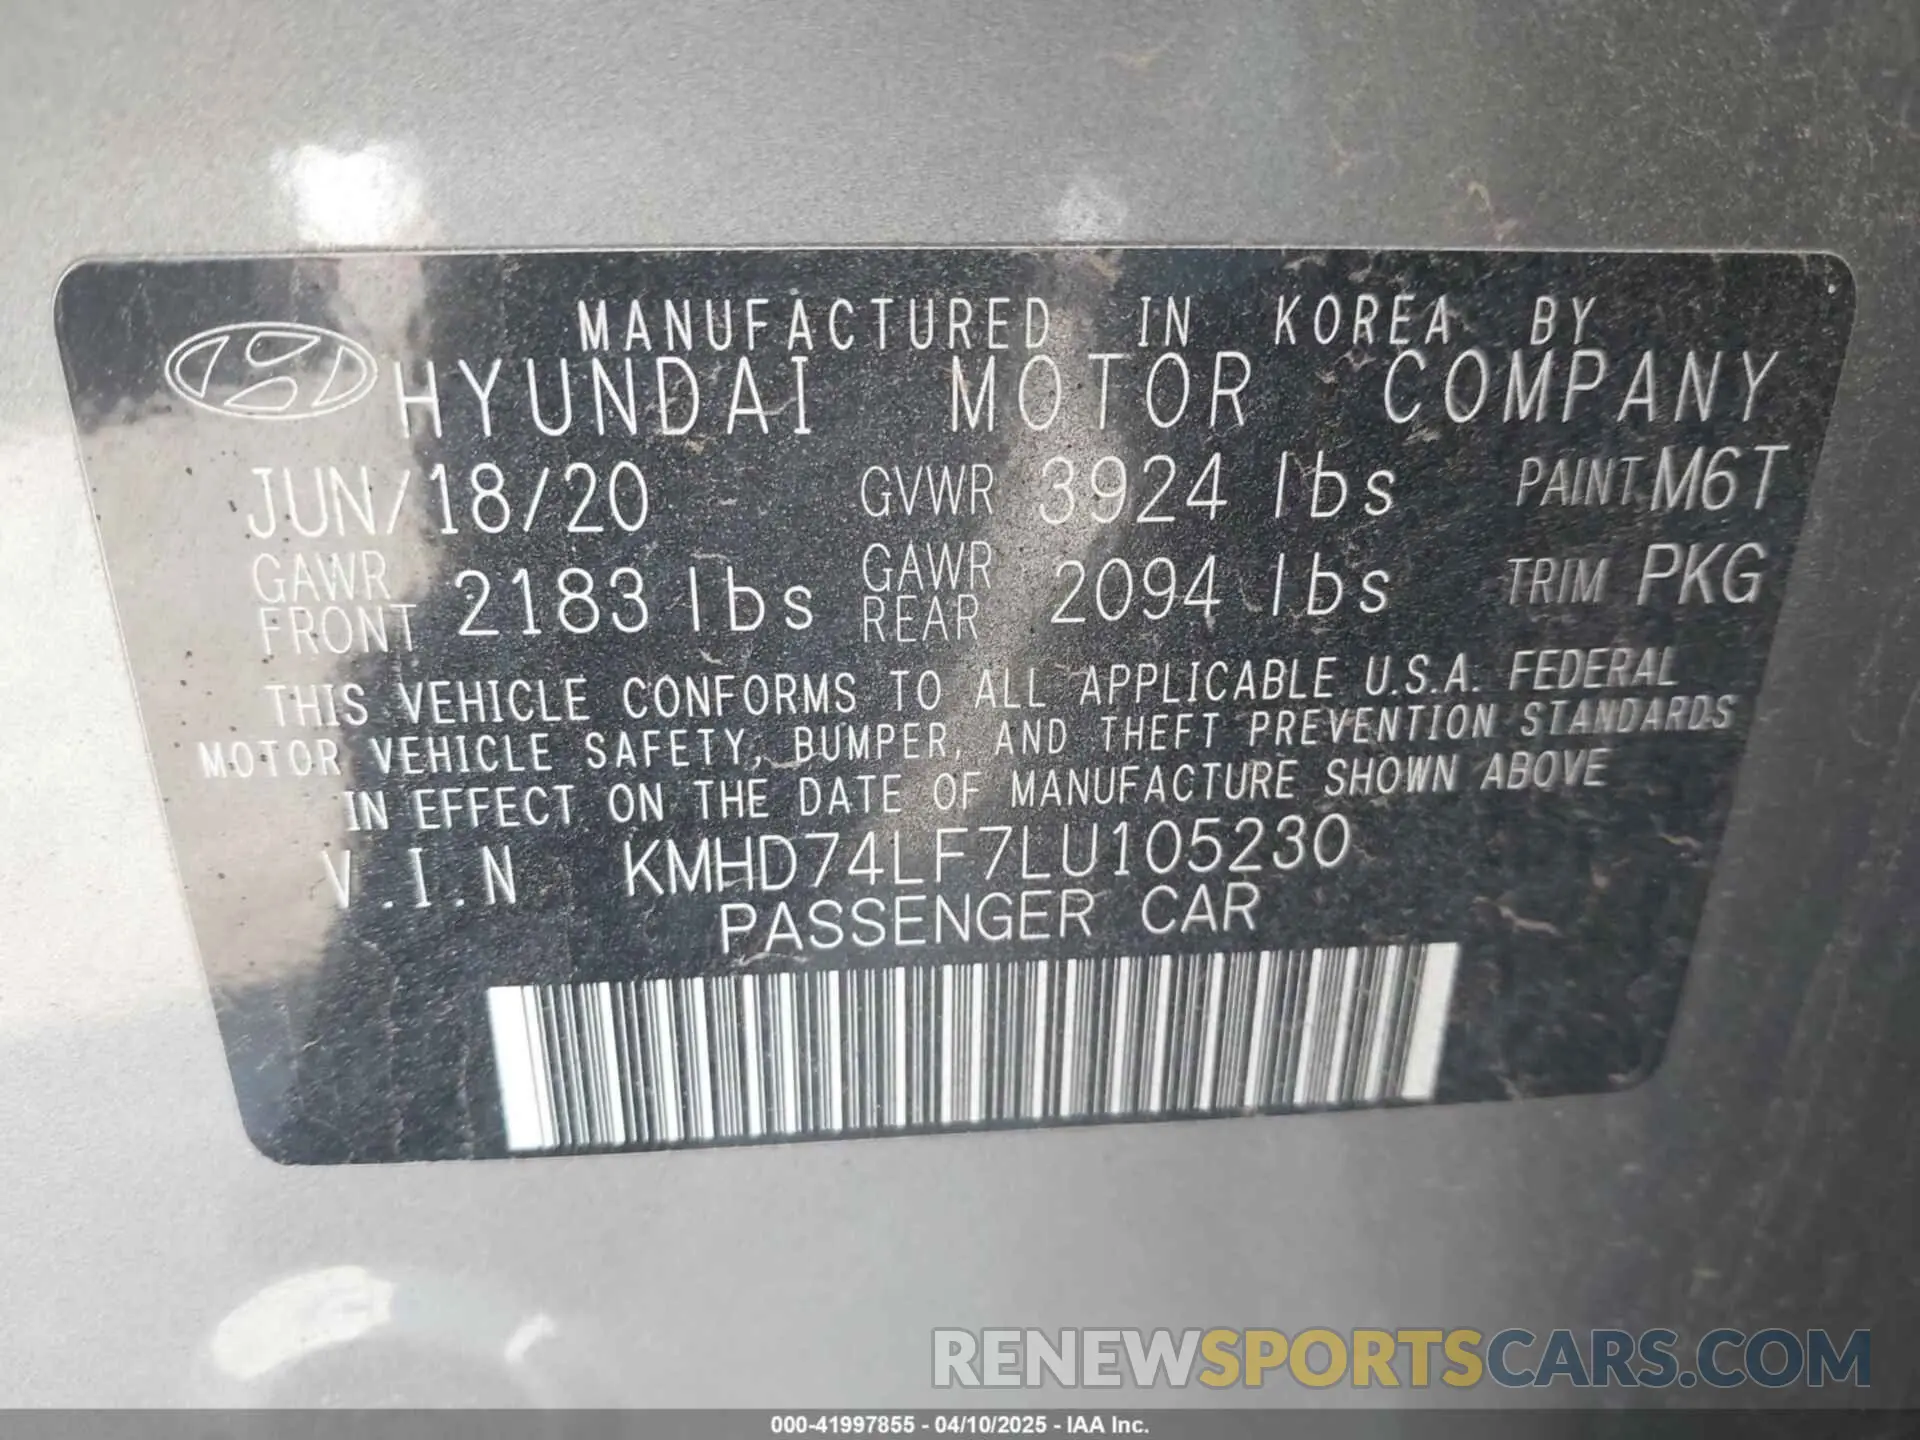 MANUFACTURED IN KOREA BY
HYUNDAI MOTOR COMPANY
JUN/18/20 GVWR 3924 lbs PAINT M6T
GAWR FRONT 2183 lbs GAWR REAR 2094 lbs TRIM PKG
THIS VEHICLE CONFORMS TO ALL APPLICABLE U.S.A. FEDERAL
MOTOR VEHICLE SAFETY, BUMPER, AND THEFT PREVENTION STANDARDS
IN EFFECT ON THE DATE OF MANUFACTURE SHOWN ABOVE
V.I.N KMHD74LF7LU105230
PASSENGER CAR
RENEWSPORTSCARS.COM
000-41997855 - 04/10/2025 - IAA Inc.